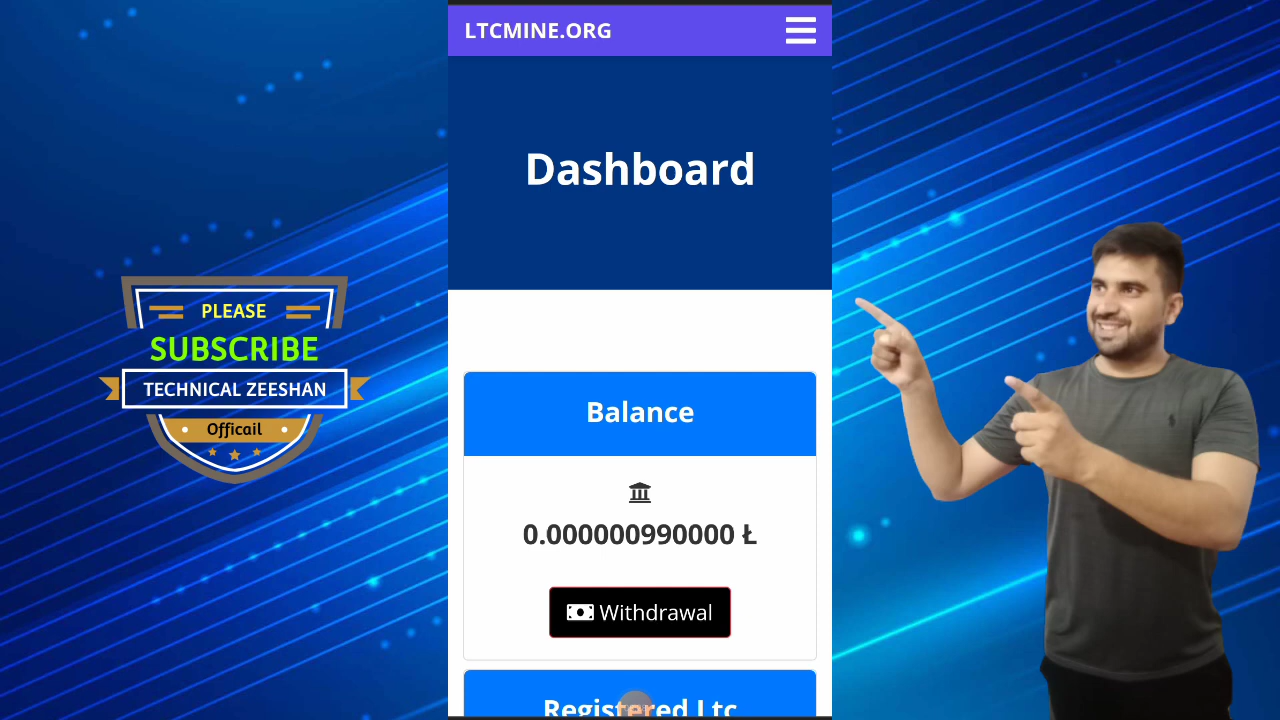 LTCMINE.ORG
Dashboard
PLEASE
SUBSCRIBE
TECHNICAL ZEESHAN
Officail
Balance
0.000000990000 Ł
Withdrawal
Registered Ltc